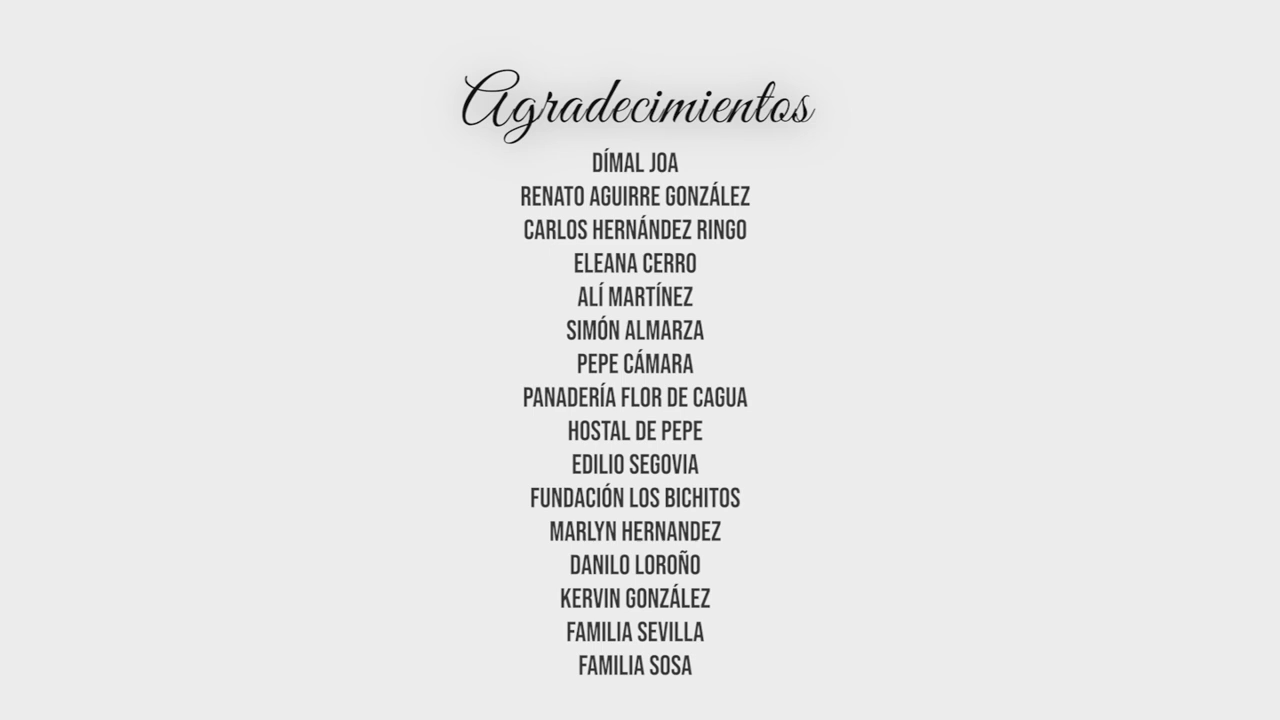 Agradecimientos
DÍMAL JOA
RENATO AGUIRRE GONZÁLEZ
CARLOS HERNÁNDEZ RINGO
ELEANA CERRO
ALÍ MARTÍNEZ
SIMÓN ALMARZA
PEPE CÁMARA
PANADERÍA FLOR DE CAGUA
HOSTAL DE PEPE
EDILIO SEGOVIA
FUNDACIÓN LOS BICHITOS
MARLYN HERNANDEZ
DANILO LOROÑO
KERVIN GONZÁLEZ
FAMILIA SEVILLA
FAMILIA SOSA